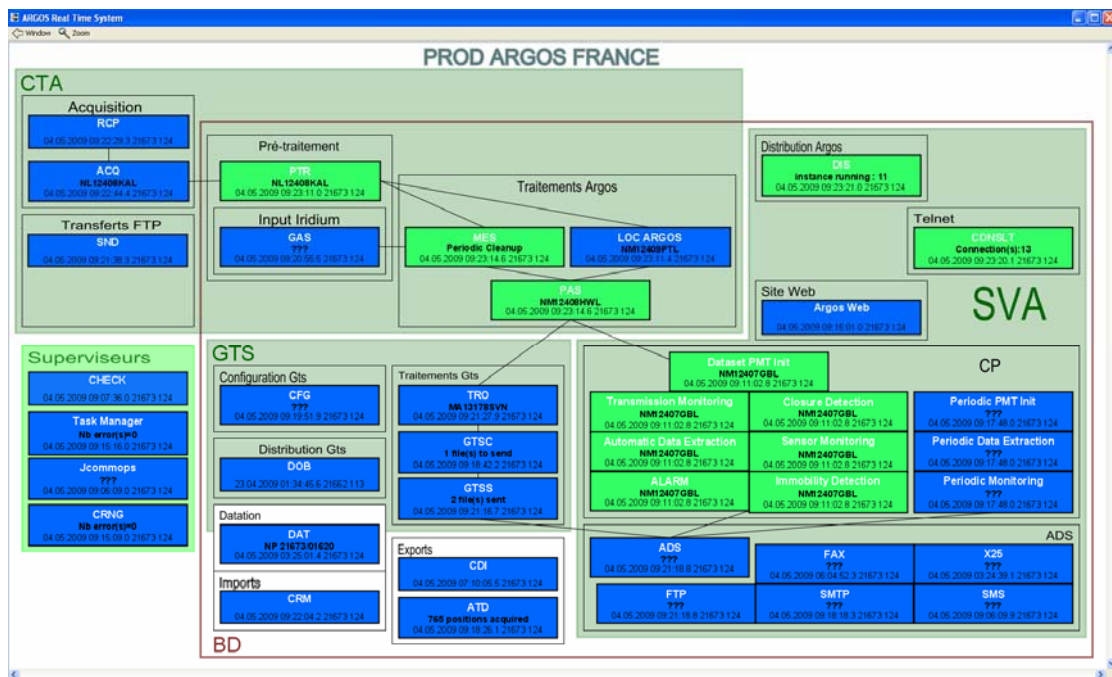 ARGOS Real Time System
Window Zoom
PROD ARGOS FRANCE
CTA
Acquisition
RCP
04.05.2009 09:22:29.3 21673 124
ACQ
NL12408KAL
04.05.2009 09:22:44.4 21673 124
Transferts FTP
SND
04.05.2009 09:21:38.3 21673 124
Pré-traitement
PTR
NL12408KAL
04.05.2009 09:23:11.0 21673 124
Input Iridium
GAS
???
04.05.2009 09:20:55.5 21673 124
Traitements Argos
MES
Periodic Cleanup
04.05.2009 09:23:14.6 21673 124
LOC ARGOS
NM12408PTL
04.05.2009 09:23:11.4 21673 124
PAS
NM12408HWL
04.05.2009 09:23:14.6 21673 124
Distribution Argos
DIS
instance running : 11
04.05.2009 09:23:21.0 21673 124
Telnet
CONSLT
Connection(s):13
04.05.2009 09:23:20.1 21673 124
Site Web
Argos Web
04.05.2009 09:15:01.0 21673 124
SVA
Superviseurs
CHECK
04.05.2009 09:07:36.0 21673 124
Task Manager
Nb error(s)=0
04.05.2009 09:15:16.0 21673 124
Jcommops
???
04.05.2009 09:06:09.0 21673 124
CRNG
Nb error(s)=0
04.05.2009 09:15:09.0 21673 124
GTS
Configuration Gts
CFG
???
04.05.2009 09:19:51.9 21673 124
Distribution Gts
DOB
23.04.2009 01:34:45.6 21662 113
Traitements Gts
TRO
MA13178SVN
04.05.2009 09:21:27.9 21673 124
GTSC
1 file(s) to send
04.05.2009 09:18:42.2 21673 124
GTSS
2 file(s) sent
04.05.2009 09:21:16.7 21673 124
Datation
DAT
NP 21673/01620
04.05.2009 03:25:01.4 21673 124
Imports
CRM
04.05.2009 09:22:04.2 21673 124
BD
Exports
CDI
04.05.2009 07:10:05.5 21673 124
ATD
765 positions acquired
04.05.2009 09:18:26.1 21673 124
CP
Dataset PMT Init
NM12407GBL
04.05.2009 09:11:02.8 21673 124
Transmission Monitoring
NM12407GBL
04.05.2009 09:11:02.8 21673 124
Closure Detection
NM12407GBL
04.05.2009 09:11:02.8 21673 124
Periodic PMT Init
???
04.05.2009 09:17:48.0 21673 124
Automatic Data Extraction
NM12407GBL
04.05.2009 09:11:02.8 21673 124
Sensor Monitoring
NM12407GBL
04.05.2009 09:11:02.8 21673 124
Periodic Data Extraction
???
04.05.2009 09:17:48.0 21673 124
ALARM
NM12407GBL
04.05.2009 09:11:02.8 21673 124
Immobility Detection
NM12407GBL
04.05.2009 09:11:02.8 21673 124
Periodic Monitoring
???
04.05.2009 09:17:48.0 21673 124
ADS
ADS
???
04.05.2009 09:21:18.8 21673 124
FAX
???
04.05.2009 06:04:52.3 21673 124
X25
???
04.05.2009 03:24:39.1 21673 124
FTP
???
04.05.2009 09:21:18.8 21673 124
SMTP
???
04.05.2009 09:18:18.3 21673 124
SMS
???
04.05.2009 09:06:09.9 21673 124